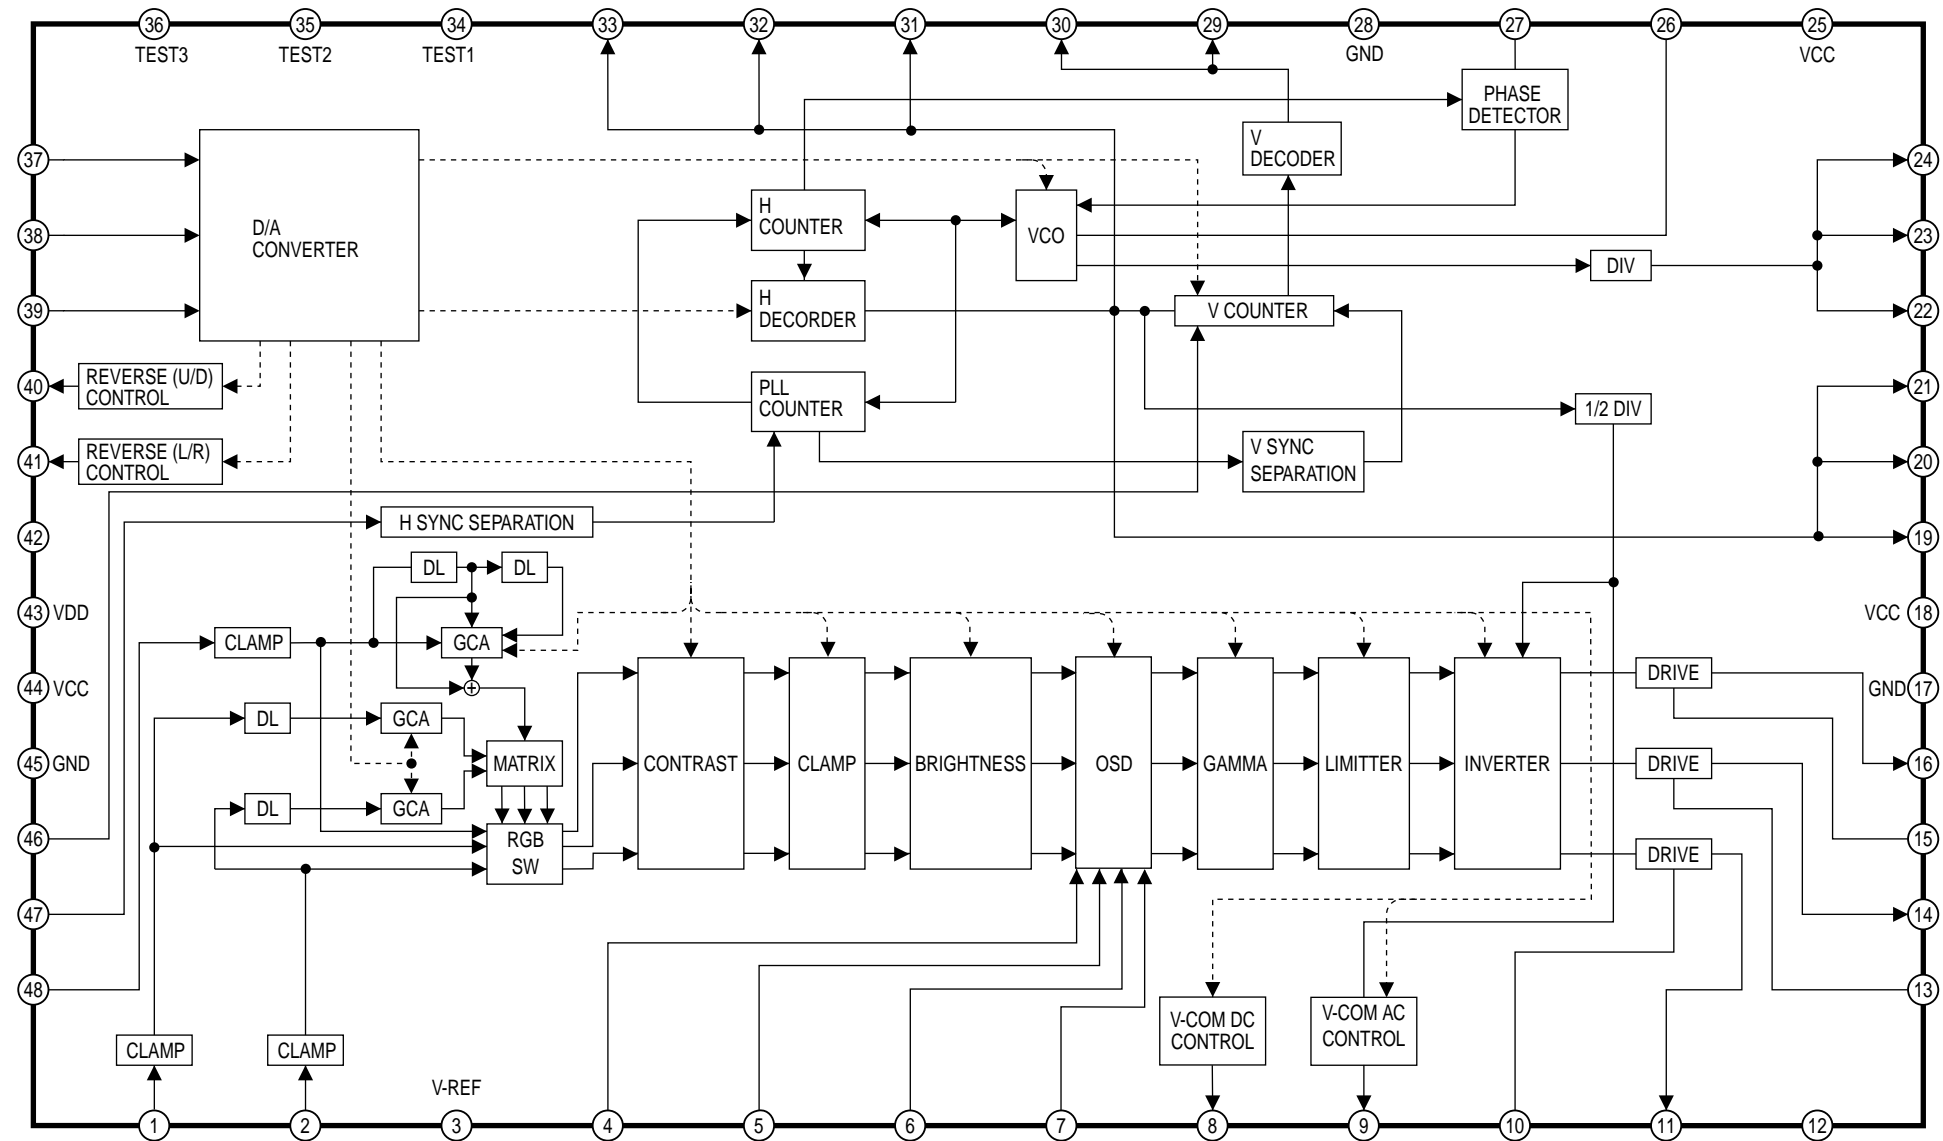 36 35 34 33 32 31 30 29 28 27 26 25
TEST3 TEST2 TEST1 GND VCC
PHASE
DETECTOR
V
DECODER
37
38
39
D/A
CONVERTER
H
COUNTER
VCO
24
23
22
DIV
H
DECORDER
V COUNTER
40
REVERSE (U/D)
CONTROL
PLL
COUNTER
1/2 DIV
21
41
REVERSE (L/R)
CONTROL
V SYNC
SEPARATION
20
H SYNC SEPARATION
42
19
DL DL
43 VDD
VCC 18
CLAMP GCA
44 VCC
DRIVE
GND 17
DL GCA
45 GND
MATRIX CONTRAST CLAMP BRIGHTNESS OSD GAMMA LIMITTER INVERTER DRIVE
16
DL GCA
46
RGB
SW
DRIVE
15
47
14
48
13
V-COM DC
CONTROL
V-COM AC
CONTROL
CLAMP CLAMP
V-REF
1 2 3 4 5 6 7 8 9 10 11 12